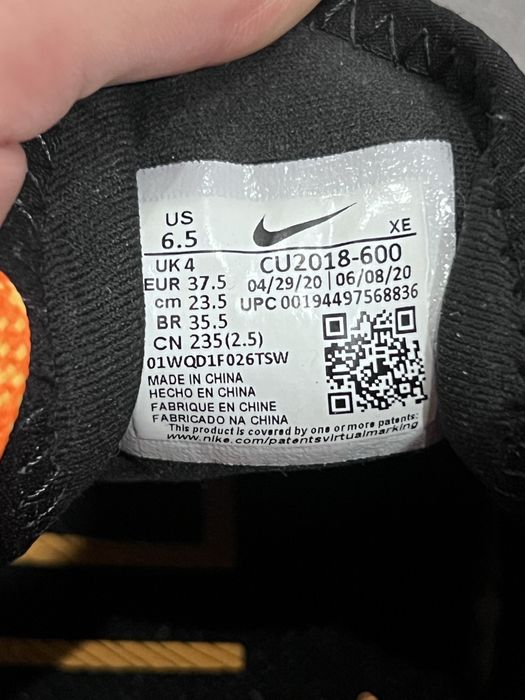 US
6.5
XE
UK 4
EUR 37.5
cm 23.5
BR 35.5
CN 235(2.5)
CU2018-600
04/29/20 | 06/08/20
UPC 00194497568836
01WQD1F026TSW
MADE IN CHINA
HECHO EN CHINA
FABRIQUE EN CHINE
FABRICADO NA CHINA
This product is covered by one or more patents:
www.nike.com/patentsvirtualmarking